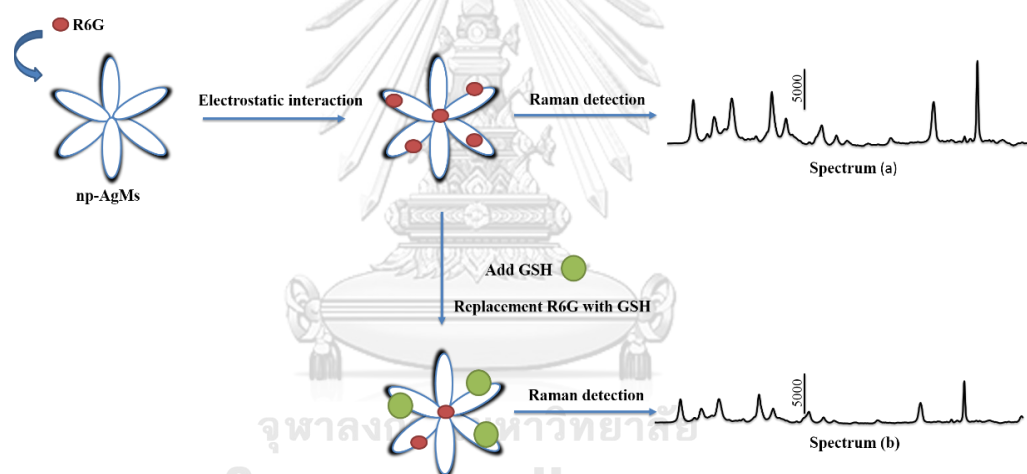 R6G
np-AgMs
Electrostatic interaction
Raman detection
5000
Spectrum (a)
Add GSH
Replacement R6G with GSH
Raman detection
5000
Spectrum (b)